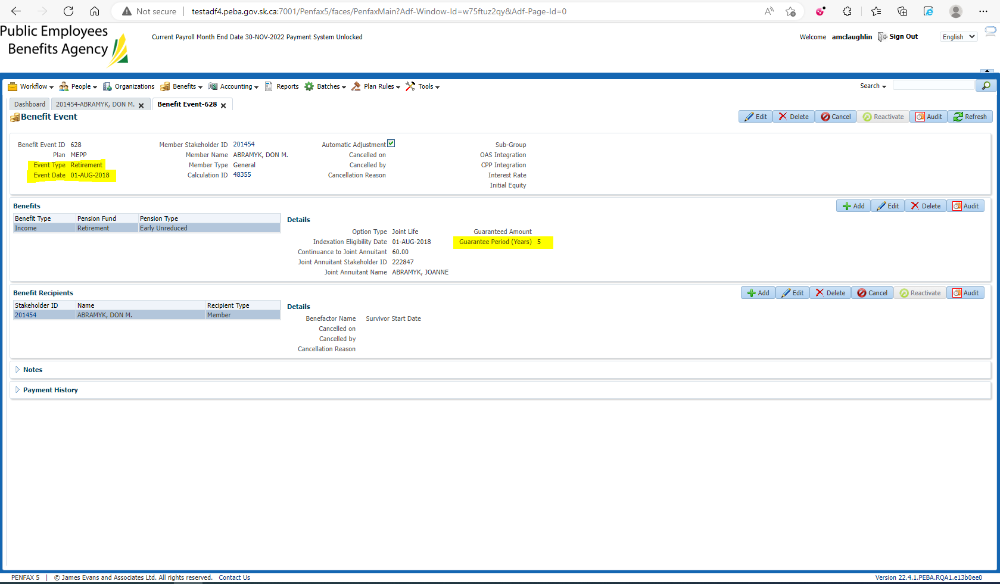 Not secure | testadf4.peba.gov.sk.ca:7001/Penfax5/faces/PenfaxMain?Adf-Window-Id=w75ftuz2qy&Adf-Page-Id=0
Public Employees
Benefits Agency
Current Payroll Month End Date 30-NOV-2022 Payment System Unlocked
Welcome amclaughlin Sign Out English
Workflow People Organizations Benefits Accounting Reports Batches Plan Rules Tools Search
Dashboard 201454-ABRAMYK, DON M. Benefit Event-628
Benefit Event Edit Delete Cancel Reactivate Audit Refresh
Benefit Event ID 628 Member Stakeholder ID 201454 Automatic Adjustment Sub-Group
Plan MEPP Member Name ABRAMYK, DON M. Cancelled on OAS Integration
Event Type Retirement Member Type General Cancelled by CPP Integration
Event Date 01-AUG-2018 Calculation ID 48355 Cancellation Reason Interest Rate
Initial Equity
Benefits Add Edit Delete Audit
Benefit Type Pension Fund Pension Type
Income Retirement Early Unreduced
Details
Option Type Joint Life Guaranteed Amount
Indexation Eligibility Date 01-AUG-2018 Guarantee Period (Years) 5
Continuance to Joint Annuitant 60.00
Joint Annuitant Stakeholder ID 222847
Joint Annuitant Name ABRAMYK, JOANNE
Benefit Recipients Add Edit Delete Cancel Reactivate Audit
Stakeholder ID Name Recipient Type
201454 ABRAMYK, DON M. Member
Details
Benefactor Name Survivor Start Date
Cancelled on
Cancelled by
Cancellation Reason
Notes
Payment History
PENFAX 5 | © James Evans and Associates Ltd. All rights reserved. Contact Us Version 22.4.1.PEBA.RQA1.e13b0ee0